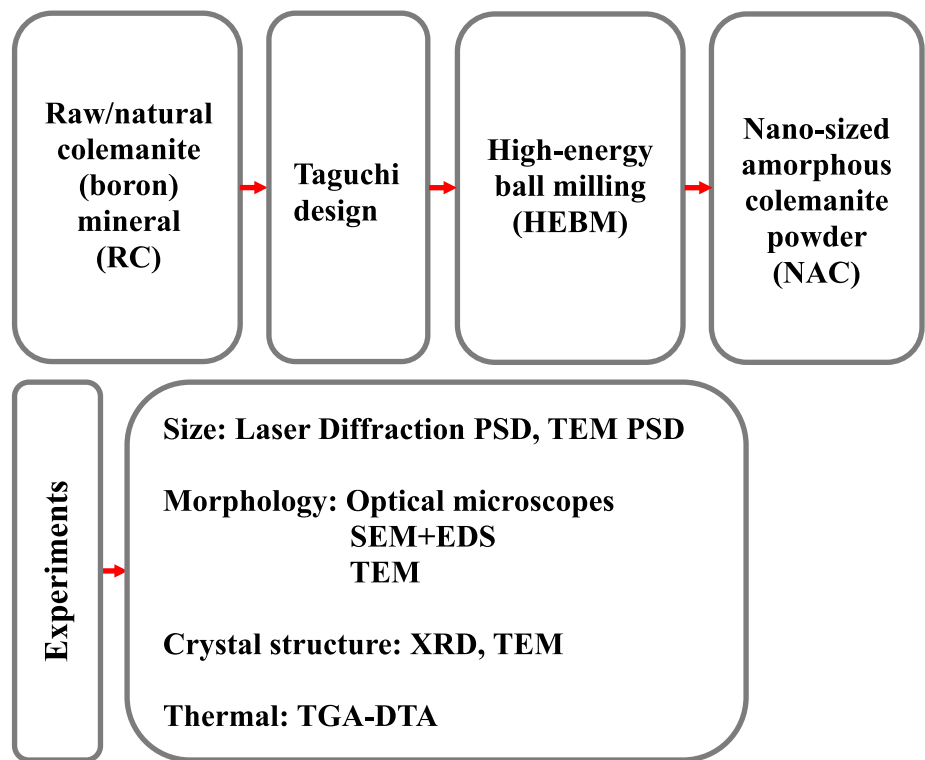 Raw/natural
colemanite
(boron)
mineral
(RC)
Taguchi
design
High-energy
ball milling
(HEBM)
Nano-sized
amorphous
colemanite
powder
(NAC)
Experiments
Size: Laser Diffraction PSD, TEM PSD
Morphology: Optical microscopes
SEM+EDS
TEM
Crystal structure: XRD, TEM
Thermal: TGA-DTA